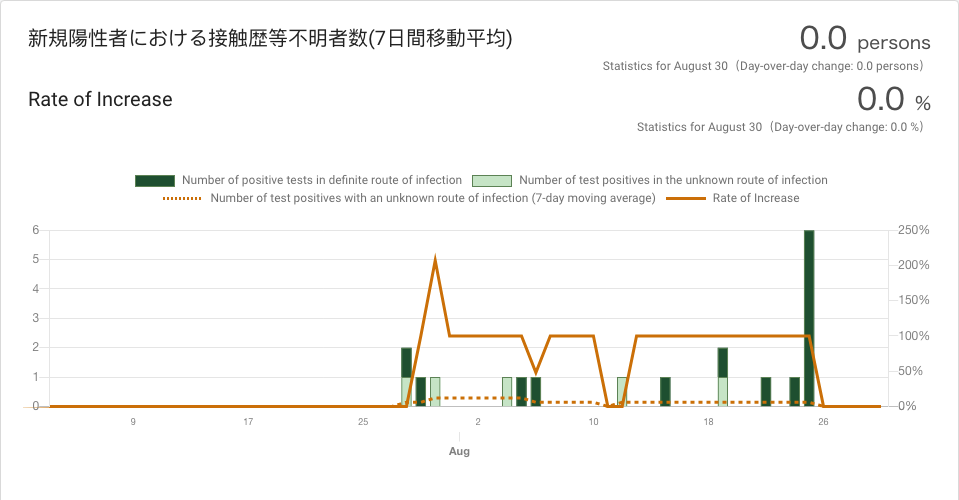 新規陽性者における接触歴等不明者数(7日間移動平均)
0.0 persons
Statistics for August 30（Day-over-day change: 0.0 persons）
Rate of Increase
0.0 %
Statistics for August 30（Day-over-day change: 0.0 %）
Number of positive tests in definite route of infection Number of test positives in the unknown route of infection
Number of test positives with an unknown route of infection (7-day moving average) Rate of Increase
6 250%
5 200%
4
3 150%
2 100%
1 50%
0 0%
9 17 25 2 10 18 26
Aug